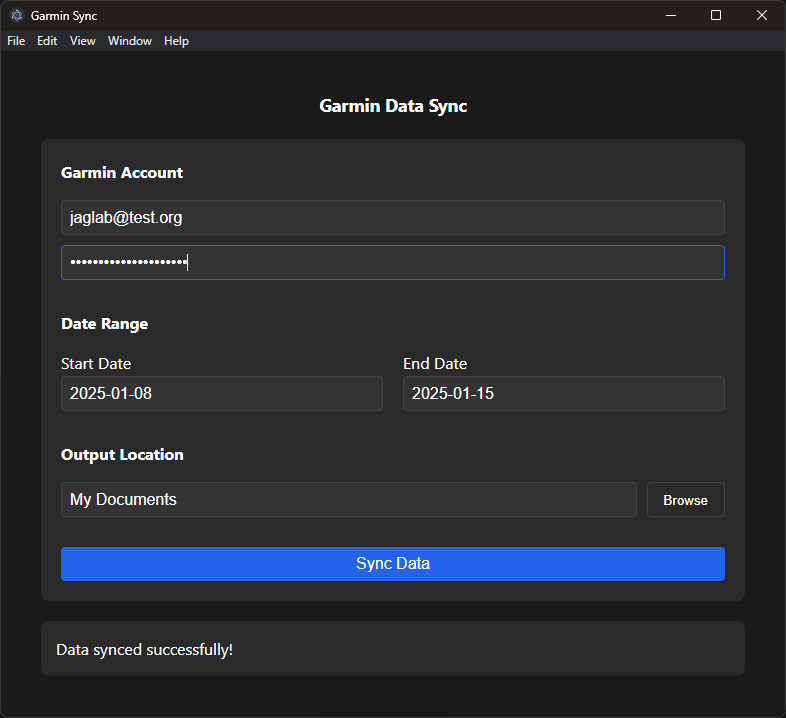 Garmin Sync
File Edit View Window Help
Garmin Data Sync
Garmin Account
jaglab@test.org
•••••••••••••••••••••
Date Range
Start Date End Date
2025-01-08 2025-01-15
Output Location
My Documents Browse
Sync Data
Data synced successfully!